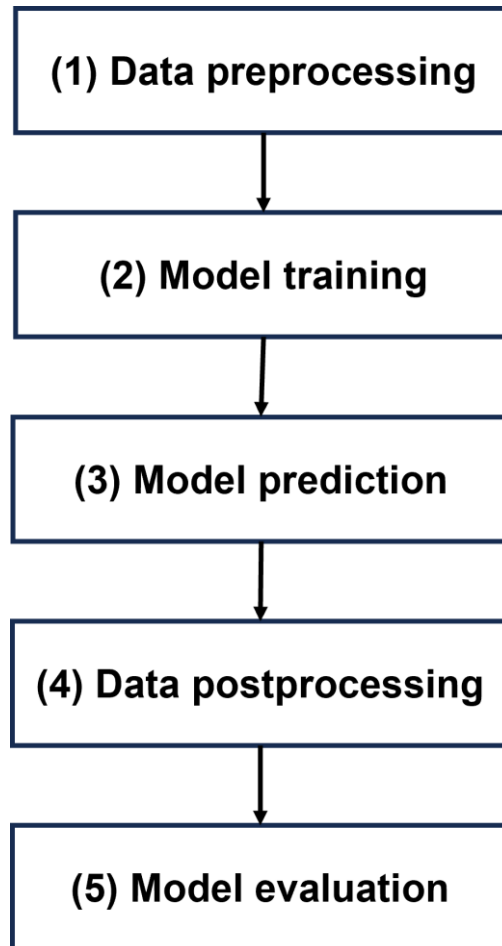 (1) Data preprocessing
(2) Model training
(3) Model prediction
(4) Data postprocessing
(5) Model evaluation